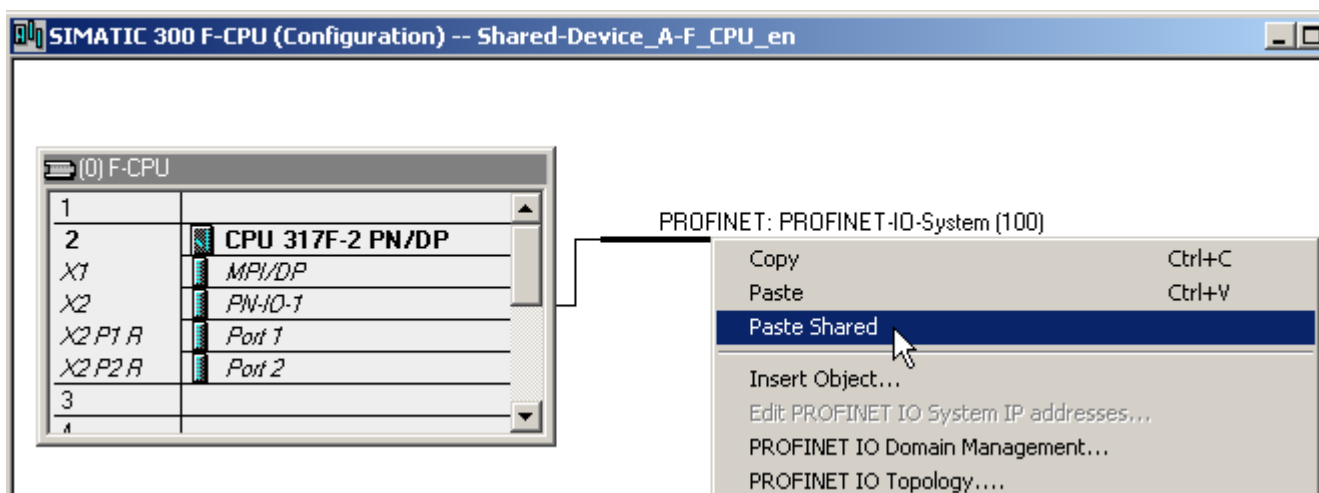 SIMATIC 300 F-CPU (Configuration) -- Shared-Device_A-F_CPU_en
(0) F-CPU
1
2 CPU 317F-2 PN/DP
X1 MPI/DP
X2 PN-IO-1
X2 P1 R Port 1
X2 P2 R Port 2
3
4
PROFINET: PROFINET-IO-System (100)
Copy Ctrl+C
Paste Ctrl+V
Paste Shared
Insert Object...
Edit PROFINET IO System IP addresses...
PROFINET IO Domain Management...
PROFINET IO Topology....